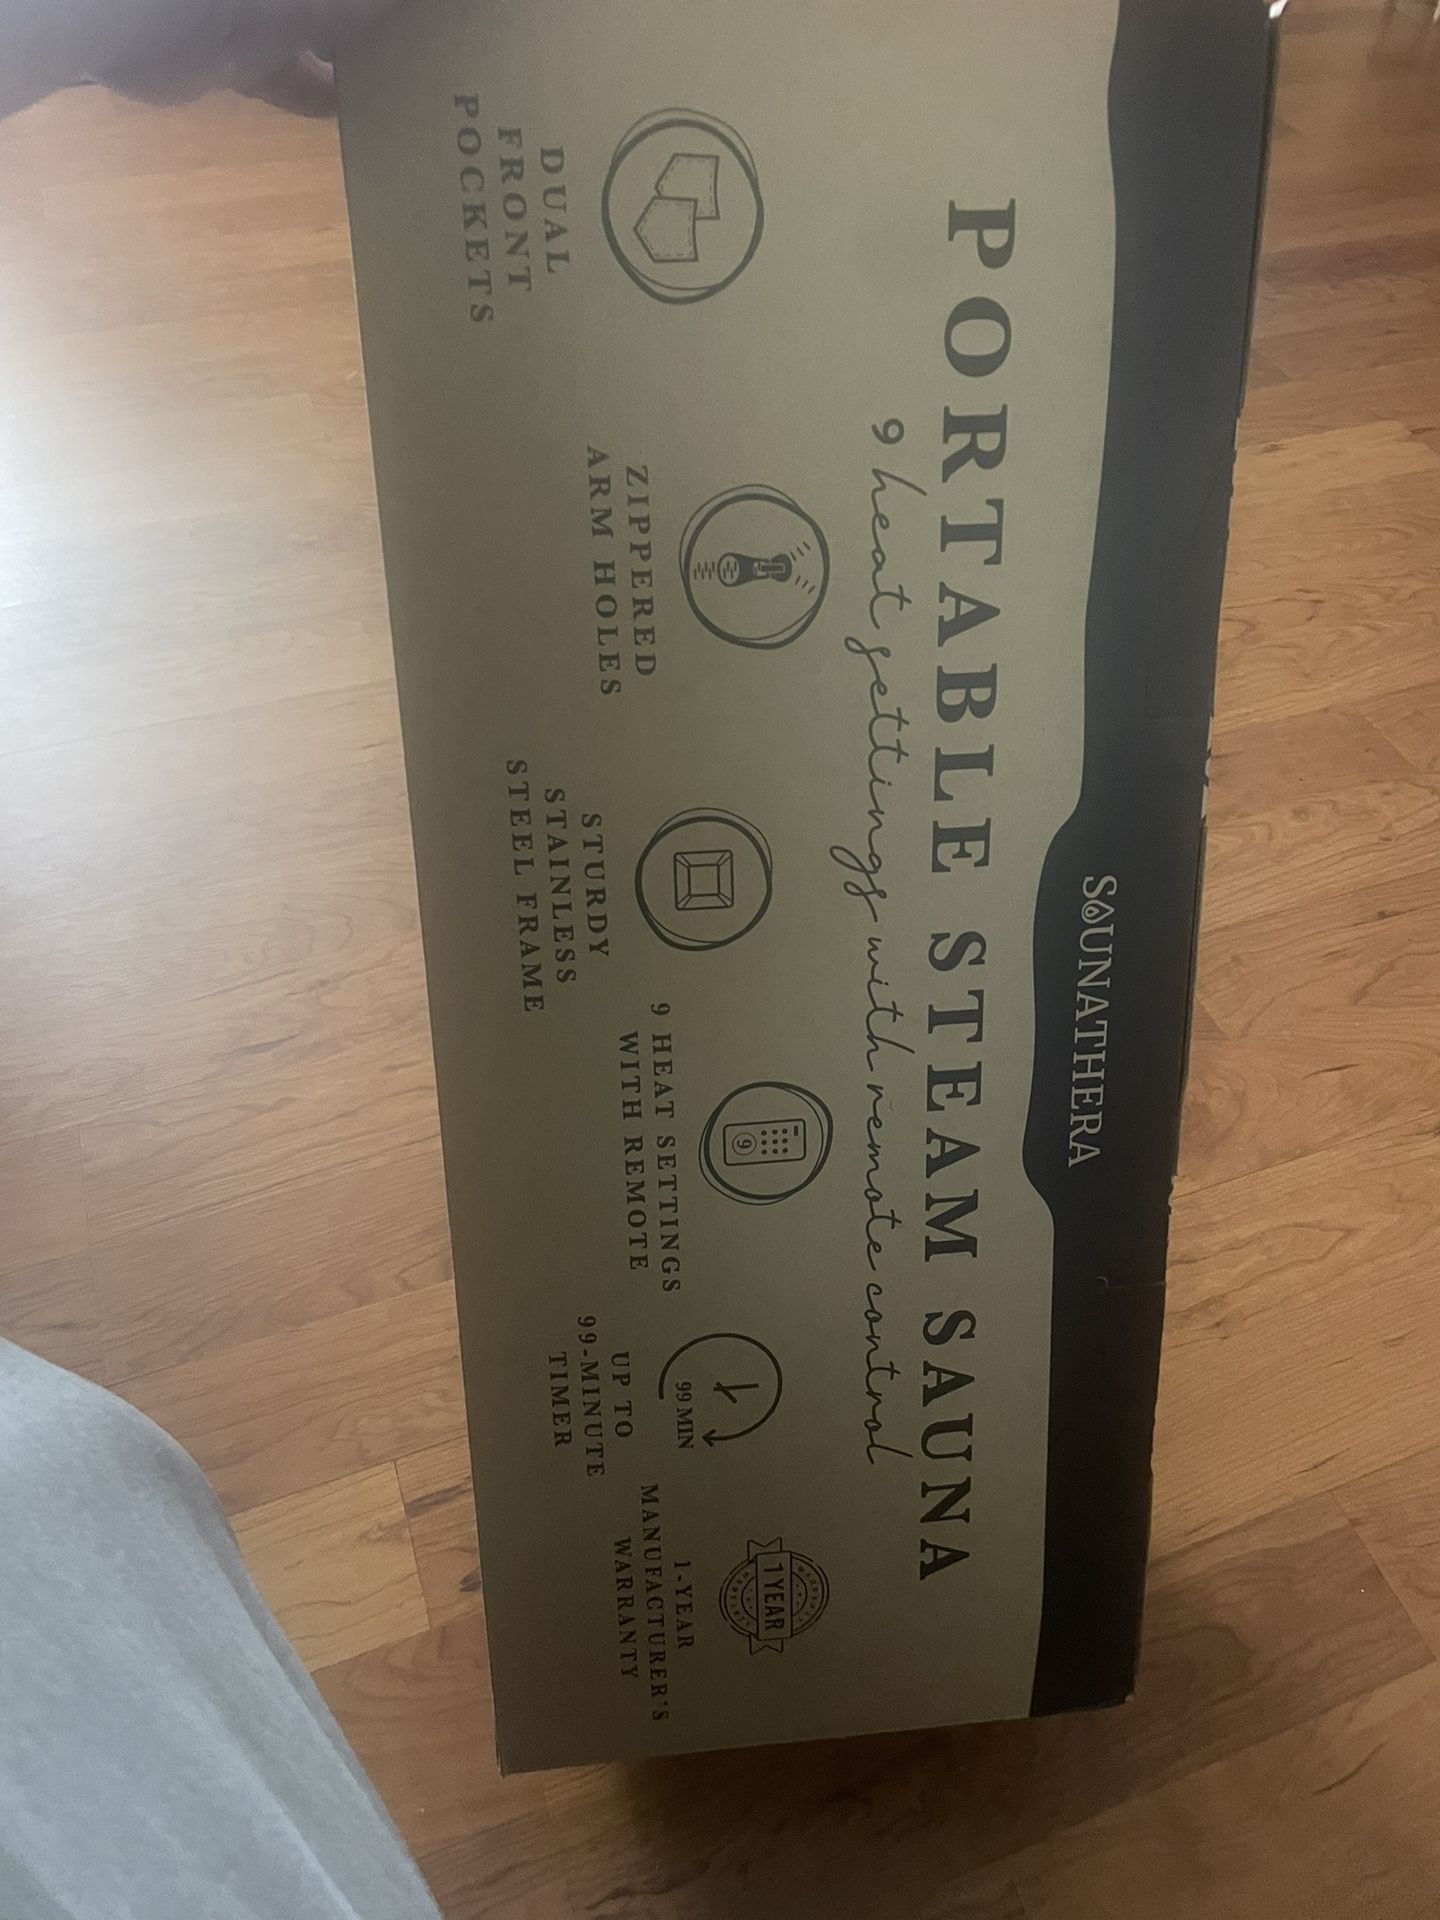 SOUNATHERA
PORTABLE STEAM SAUNA
9 heat settings with remote control
DUAL
FRONT
POCKETS
ZIPPERED
ARM HOLES
STURDY
STAINLESS
STEEL FRAME
9
9 HEAT SETTINGS
WITH REMOTE
99 MIN
UP TO
99-MINUTE
TIMER
1 YEAR
1-YEAR
MANUFACTURER'S
WARRANTY